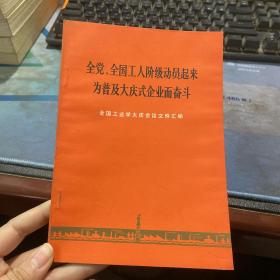 全党、全国工人阶级动员起来
为普及大庆式企业而奋斗
全国工业学大庆会议文件汇编